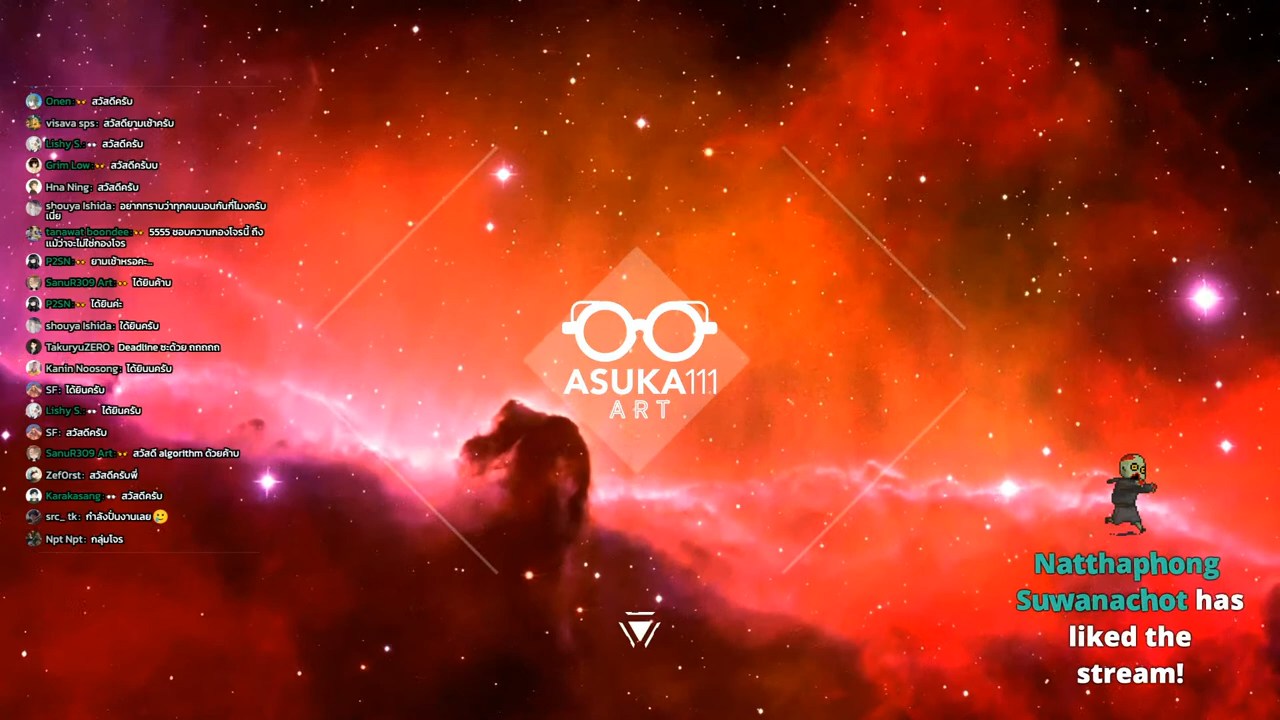 Onen: สวัสดีครับ
visava sps: สวัสดียามเช้าครับ
Lishy S.: สวัสดีครับ
Grim Low: สวัสดีครับบ
Hna Ning: สวัสดีครับ
shouya Ishida: อยากทราบว่าทุกคนนอนกันกี่โมงครับ
เนี่ย
tanawat boondee: 5555 ชอบความกองโจรนี้ ถึง
แม้ว่าจะไม่ใช่กองโจร
P2SN: ยามเช้าหรอคะ...
SanuR309 Art: ได้ยินค้าบ
P2SN: ได้ยินค่ะ
shouya Ishida: ได้ยินครับ
TakuryuZERO: Deadline ซะด้วย ถถถถถ
Kanin Noosong: ได้ยินนครับ
SF: ได้ยินครับ
Lishy S.: ได้ยินครับ
SF: สวัสดีครับ
SanuR309 Art: สวัสดี algorithm ด้วยค้าบ
ZefOrst: สวัสดีครับพี่
Karakasang: สวัสดีครับ
src_ tk: กำลังปั่นงานเลย🥲
Npt Npt: กลุ่มโจร
ASUKA111
ART
Natthaphong
Suwanachot has
liked the
stream!